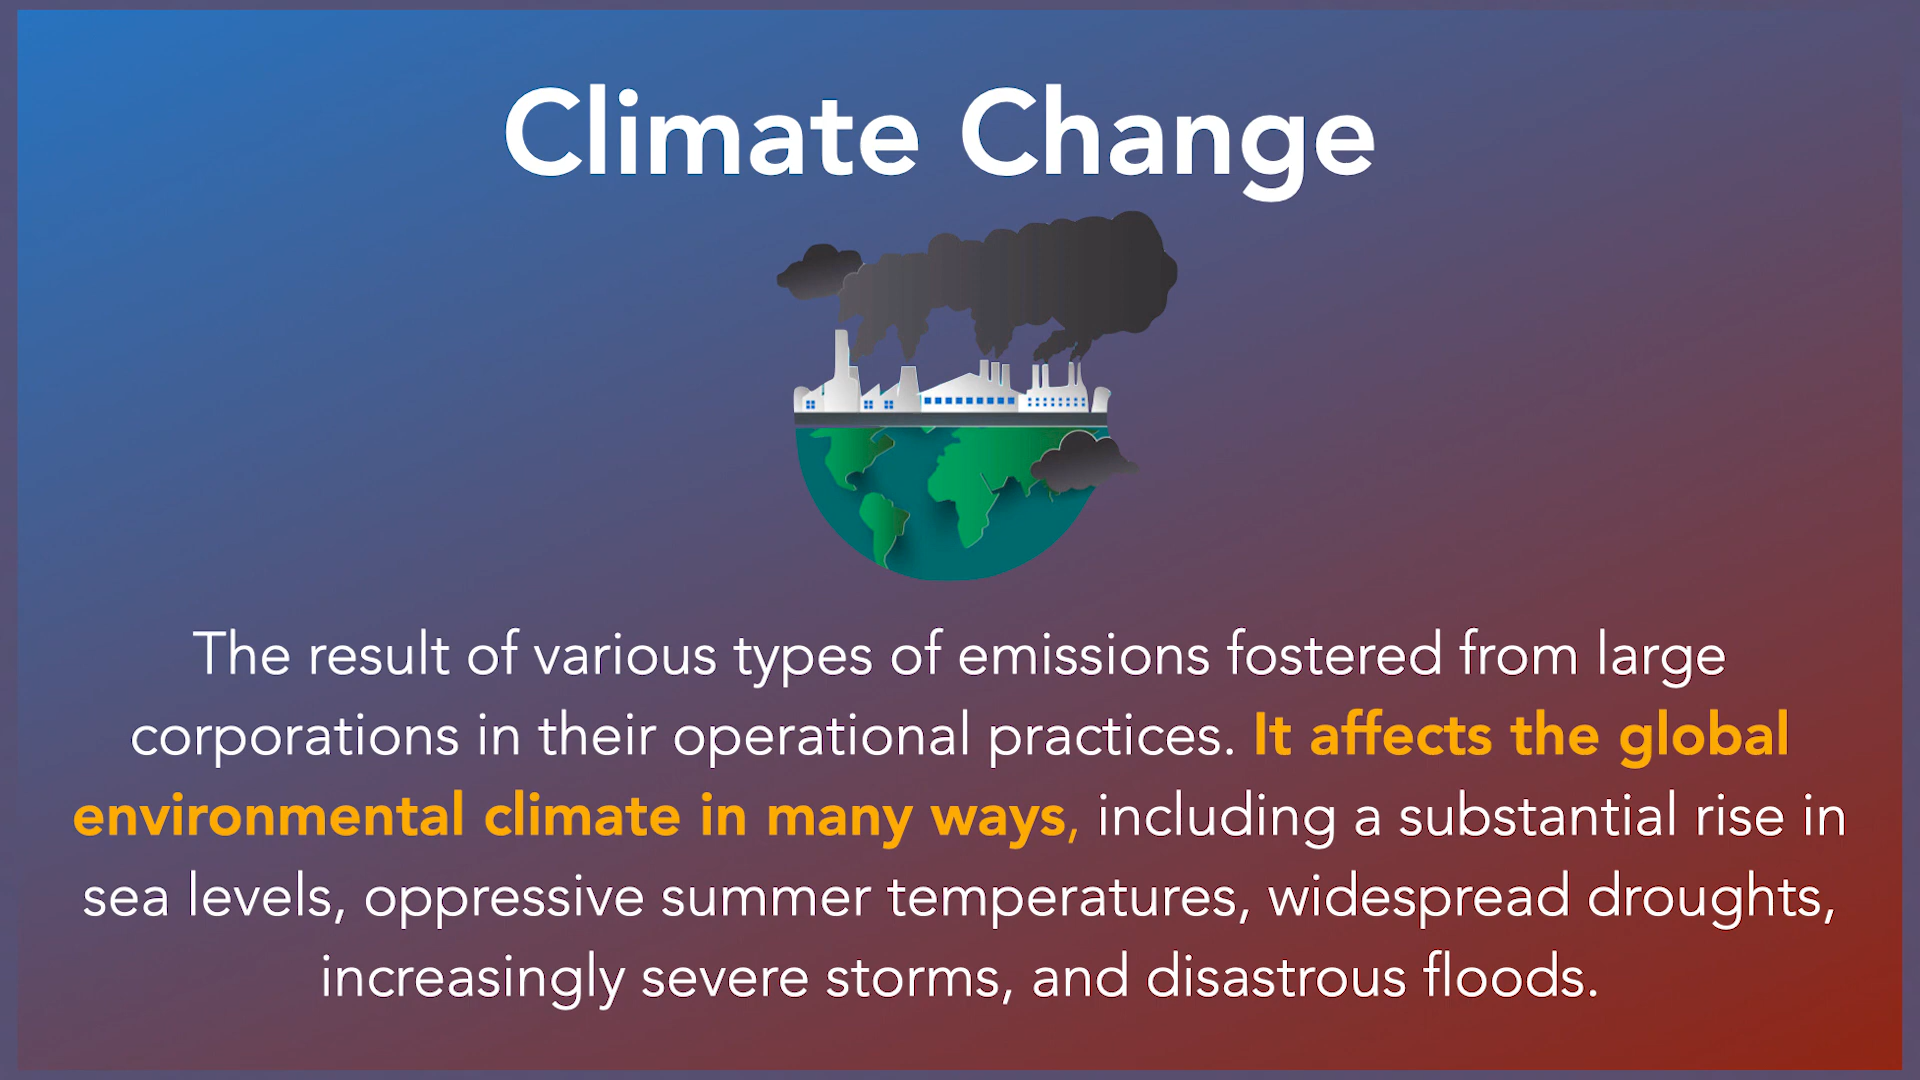 Climate Change
The result of various types of emissions fostered from large
corporations in their operational practices. It affects the global
environmental climate in many ways, including a substantial rise in
sea levels, oppressive summer temperatures, widespread droughts,
increasingly severe storms, and disastrous floods.